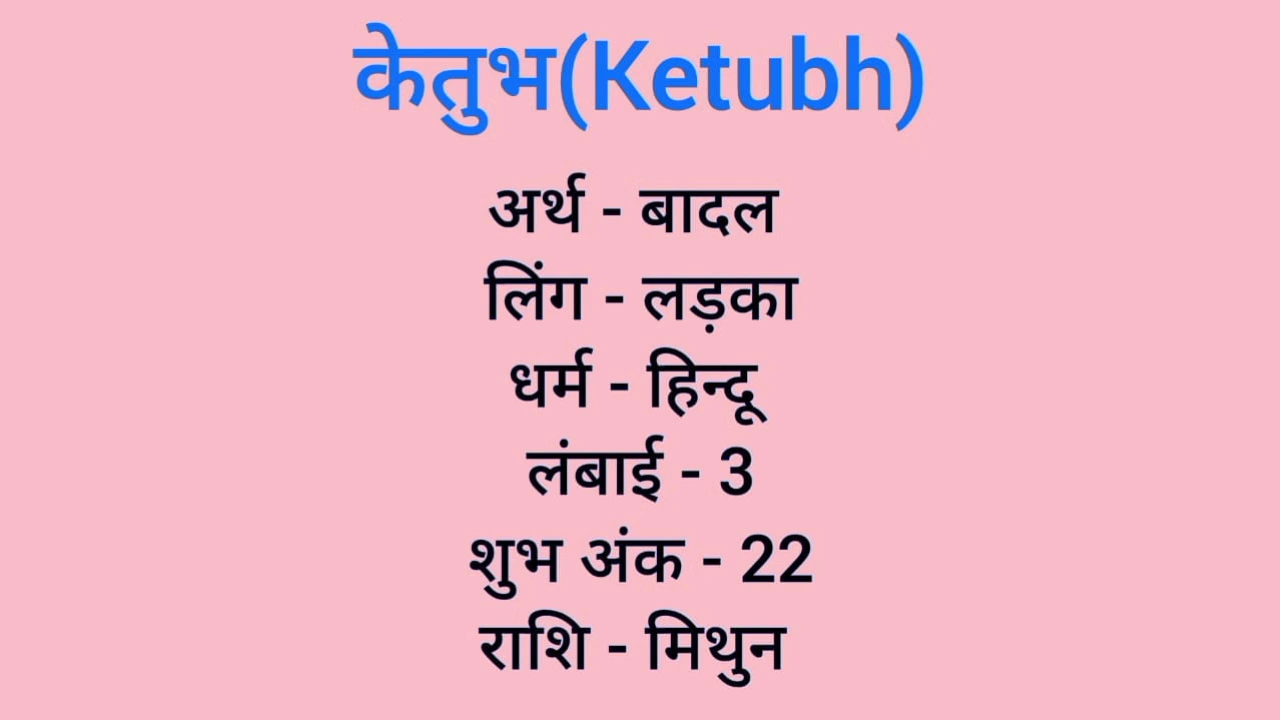 केतुभ(Ketubh)
अर्थ - बादल
लिंग - लड़का
धर्म - हिन्दू
लंबाई - 3
शुभ अंक - 22
राशि - मिथुन